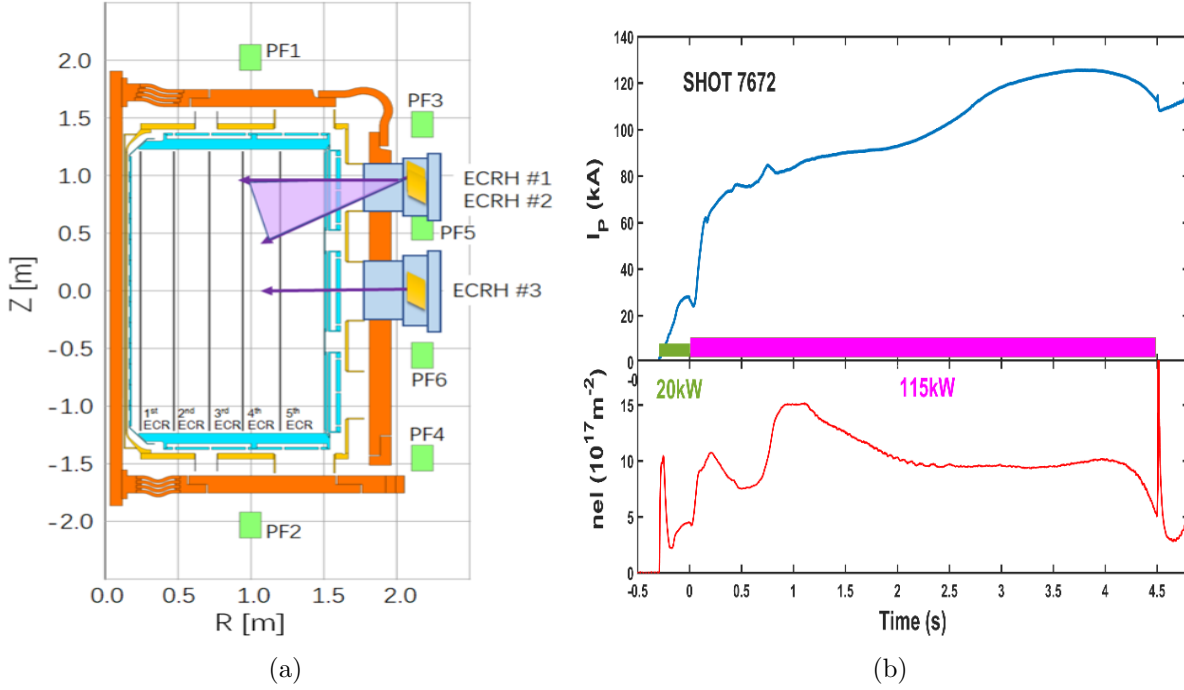 PF1
PF3
ECRH #1
ECRH #2
PF5
ECRH #3
PF6
PF4
PF2
2.0
1.5
1.0
0.5
0.0
-0.5
-1.0
-1.5
-2.0
Z [m]
1st 2nd 3rd 4th 5th
ECR ECR ECR ECR ECR
0.0 0.5 1.0 1.5 2.0
R [m]
(a)
140
120
100
80
60
40
20
0
IP (kA)
SHOT 7672
-0
20kW
115kW
15
10
5
0
nel (10^17 m^-2)
-0.5 0 0.5 1 1.5 2 2.5 3 3.5 4 4.5
Time (s)
(b)